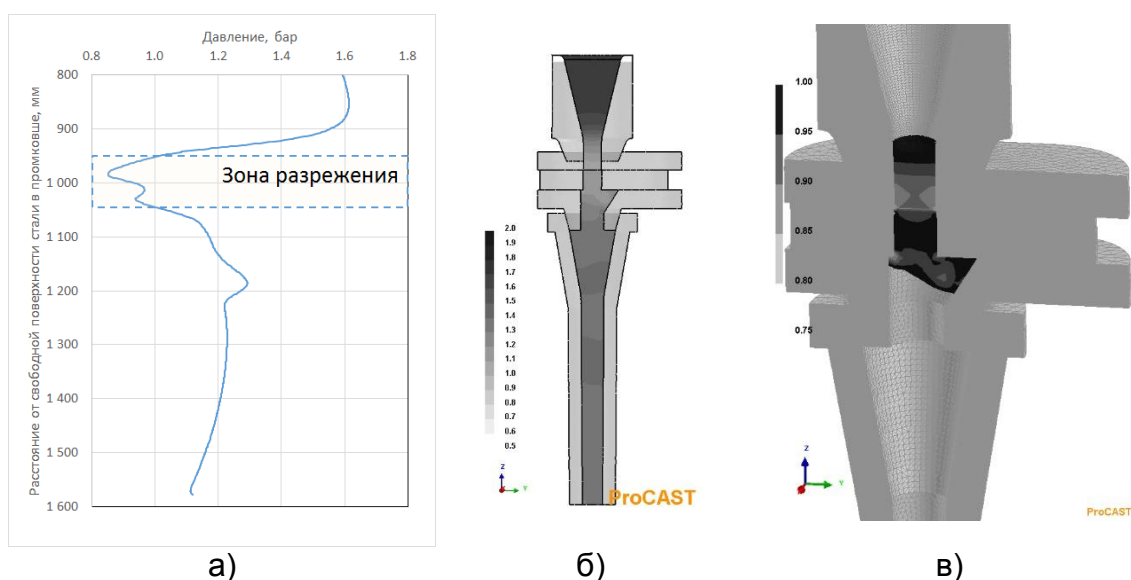 Давление, бар
0.8 1.0 1.2 1.4 1.6 1.8
Расстояние от свободной поверхности стали в промковше, мм
800
900
1 000
1 100
1 200
1 300
1 400
1 500
1 600
Зона разрежения
2.0
1.9
1.8
1.7
1.6
1.5
1.4
1.3
1.2
1.1
1.0
0.9
0.8
0.7
0.6
0.5
Z
Y
ProCAST
1.00
0.95
0.90
0.85
0.80
0.75
Z
Y
ProCAST
а) б) в)